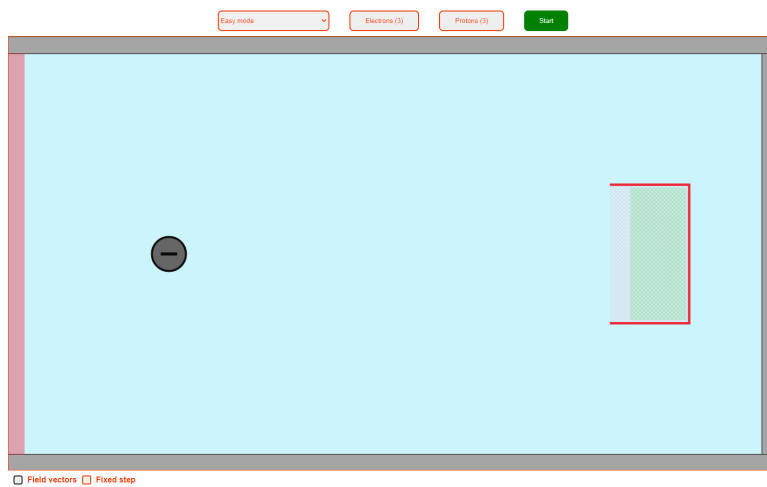 Easy mode
Electrons (3)
Protons (3)
Start
Field vectors
Fixed step